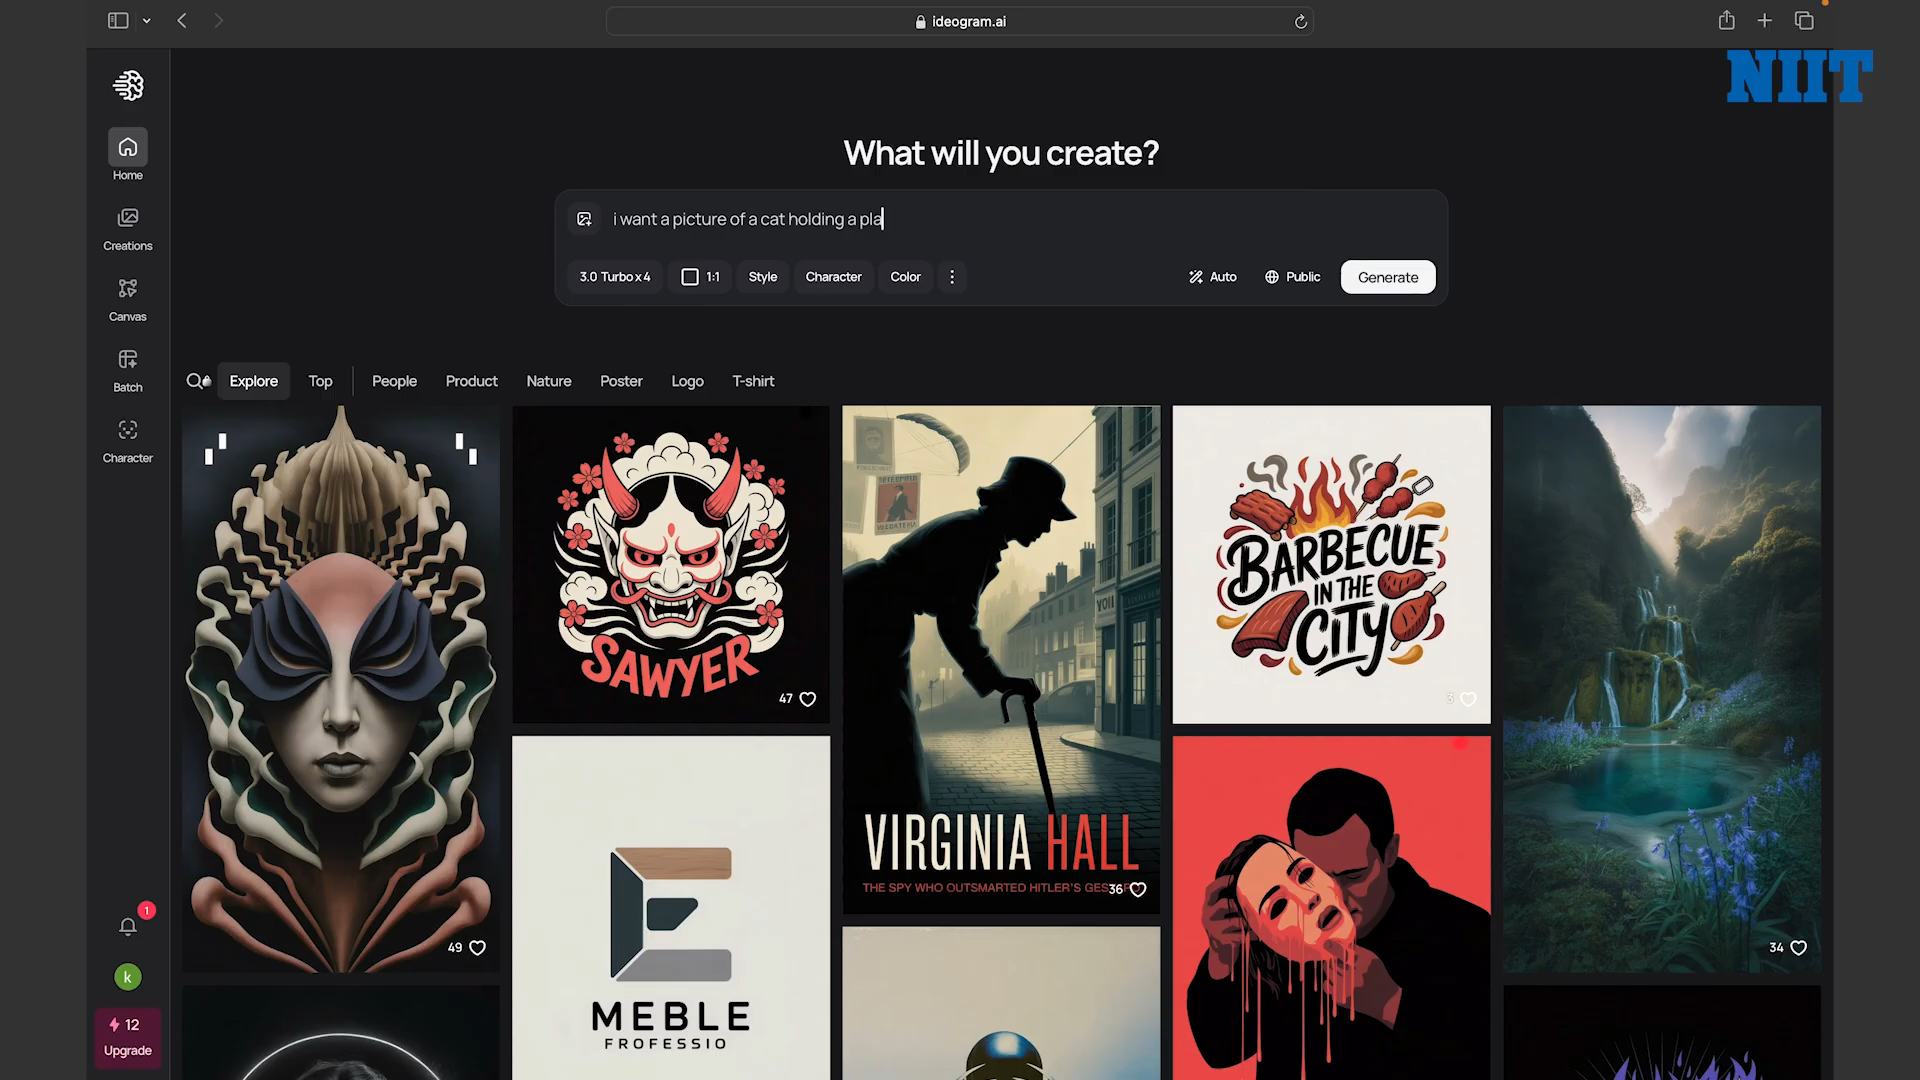 ideogram.ai
NIIT
Home
Creations
Canvas
Batch
Character
1
k
12
Upgrade
What will you create?
i want a picture of a cat holding a pla
3.0 Turbo x 4
1:1
Style
Character
Color
Auto
Public
Generate
Explore
Top
People
Product
Nature
Poster
Logo
T-shirt
49
SAWYER
47
MEBLE
FROFESSIO
VIRGINIA HALL
THE SPY WHO OUTSMARTED HITLER'S
36
BARBECUE
IN THE
CITY
3
34